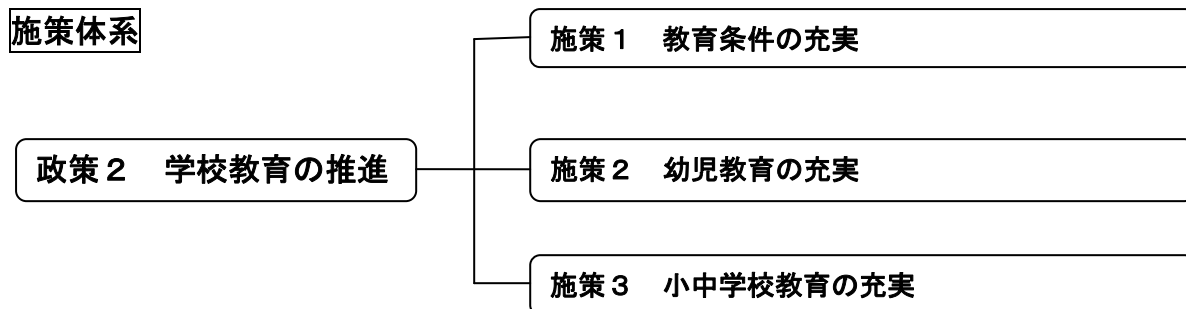 施策体系
施策１　教育条件の充実
政策２　学校教育の推進
施策２　幼児教育の充実
施策３　小中学校教育の充実